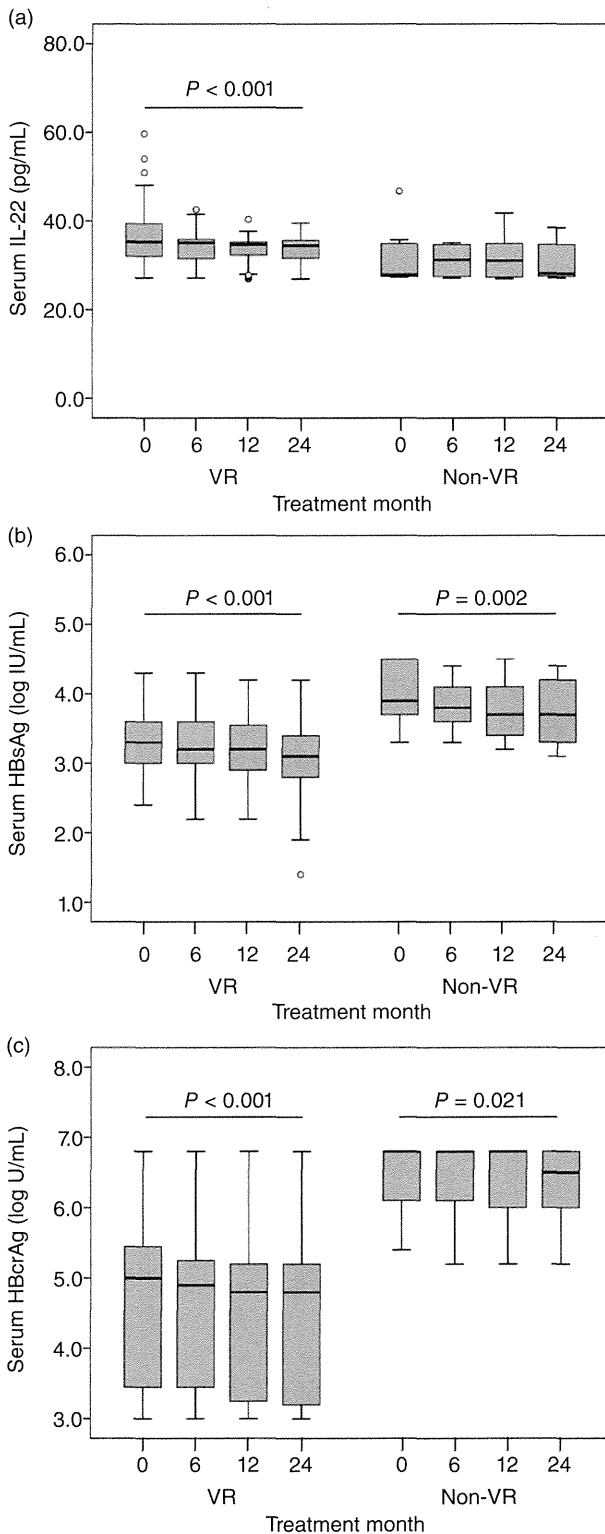 (a)
80.0
60.0
40.0
20.0
0.0
Serum IL-22 (pg/mL)
P < 0.001
0 6 12 24 0 6 12 24
VR Non-VR
Treatment month
(b)
6.0
5.0
4.0
3.0
2.0
1.0
Serum HBsAg (log IU/mL)
P < 0.001 P = 0.002
0 6 12 24 0 6 12 24
VR Non-VR
Treatment month
(c)
8.0
7.0
6.0
5.0
4.0
3.0
Serum HBcrAg (log U/mL)
P < 0.001 P = 0.021
0 6 12 24 0 6 12 24
VR Non-VR
Treatment month